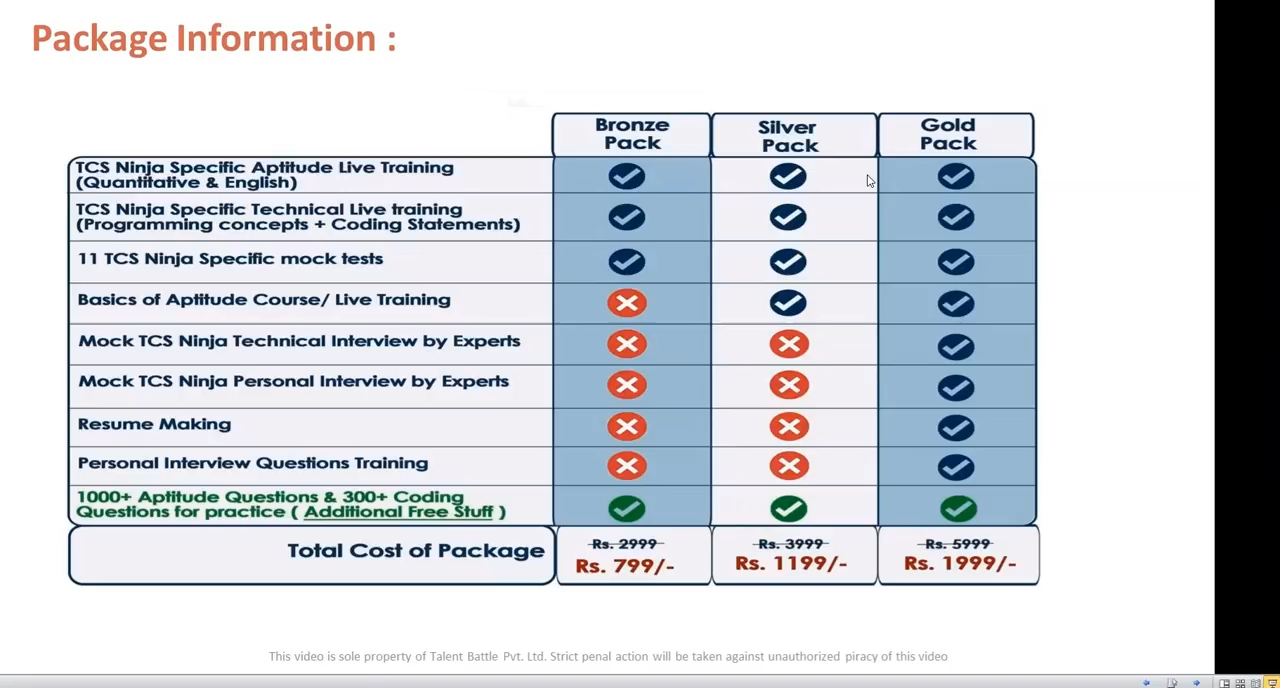 Package Information :
Bronze
Pack
Silver
Pack
Gold
Pack
TCS Ninja Specific Aptitude Live Training
(Quantitative & English)
TCS Ninja Specific Technical Live training
(Programming concepts + Coding Statements)
11 TCS Ninja Specific mock tests
Basics of Aptitude Course/ Live Training
Mock TCS Ninja Technical Interview by Experts
Mock TCS Ninja Personal Interview by Experts
Resume Making
Personal Interview Questions Training
1000+ Aptitude Questions & 300+ Coding
Questions for practice ( Additional Free Stuff )
Total Cost of Package
Rs. 2999
Rs. 799/-
Rs. 3999
Rs. 1199/-
Rs. 5999
Rs. 1999/-
This video is sole property of Talent Battle Pvt. Ltd. Strict penal action will be taken against unauthorized piracy of this video